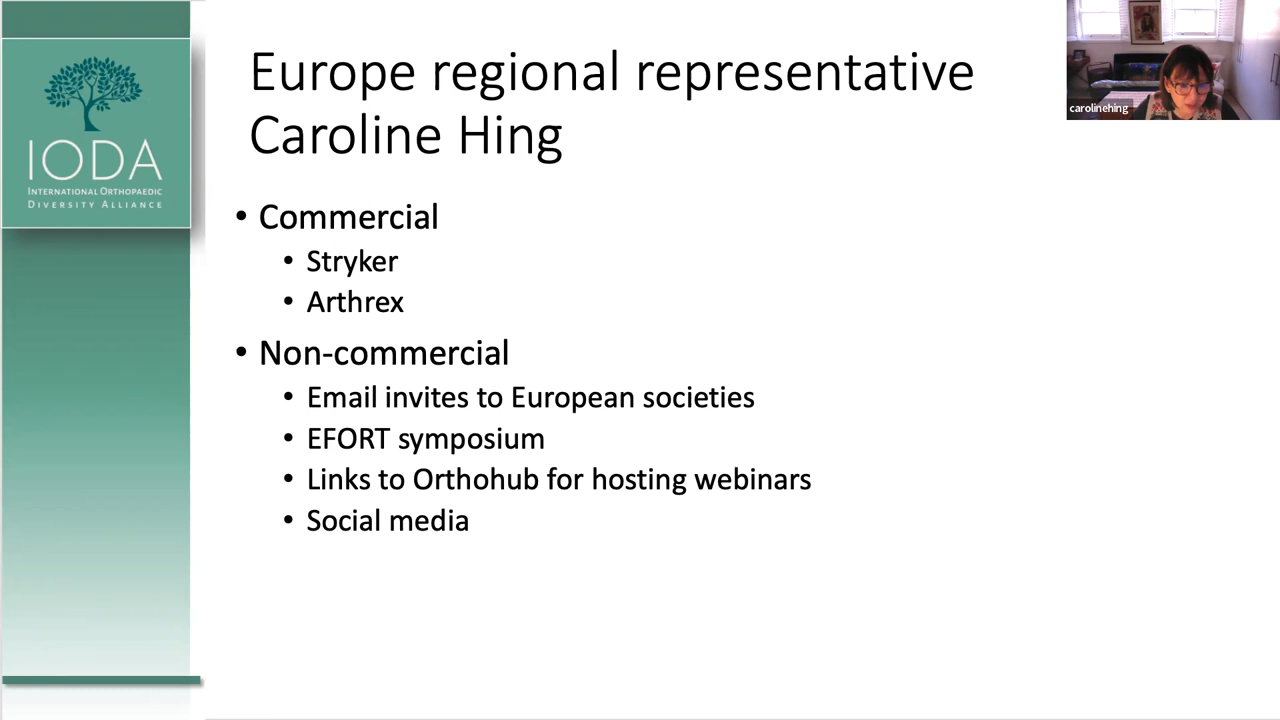 Europe regional representative
Caroline Hing
carolinehing
IODA
INTERNATIONAL ORTHOPAEDIC
DIVERSITY ALLIANCE
• Commercial
• Stryker
• Arthrex
• Non-commercial
• Email invites to European societies
• EFORT symposium
• Links to Orthohub for hosting webinars
• Social media